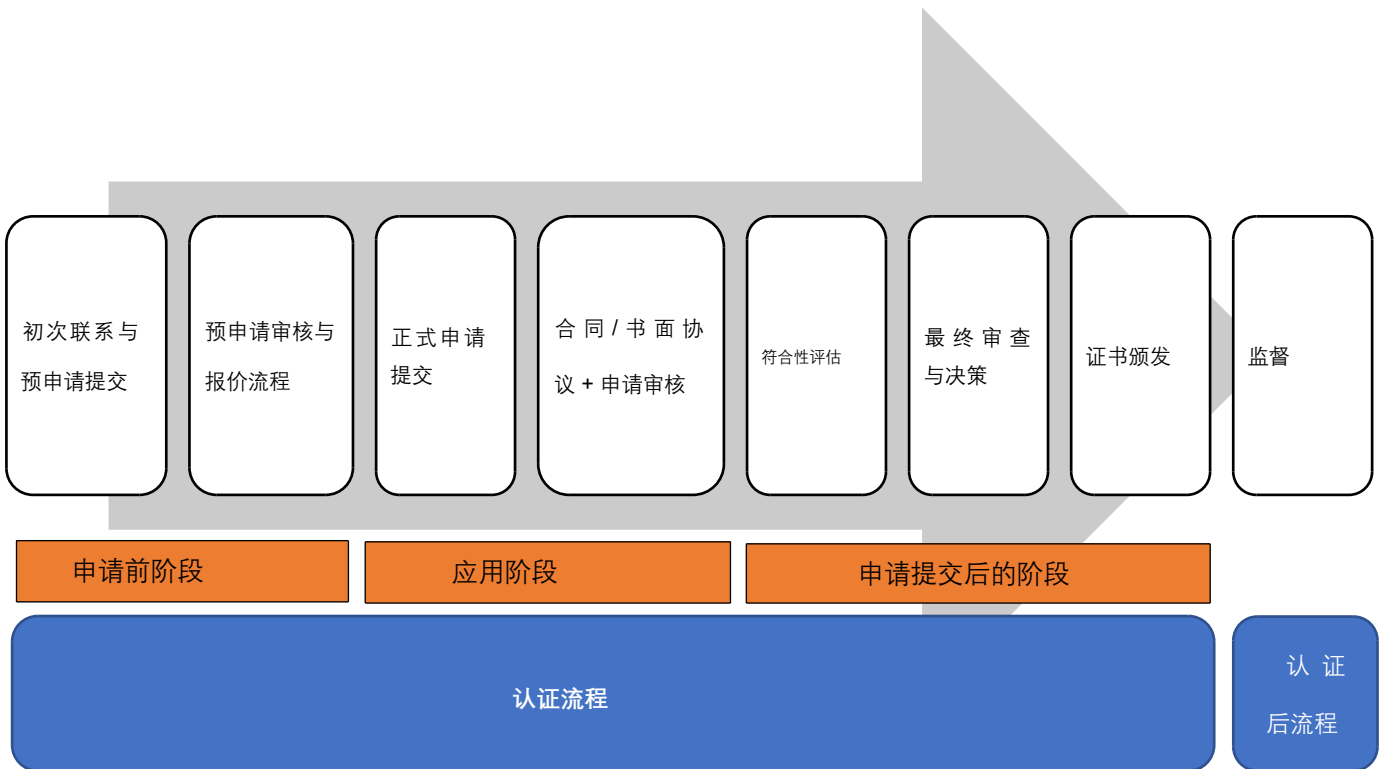 初次联系与
预申请提交
预申请审核与
报价流程
正式申请
提交
合同/书面协
议 + 申请审核
符合性评估
最终审查
与决策
证书颁发
监督
申请前阶段
应用阶段
申请提交后的阶段
认证流程
认证
后流程